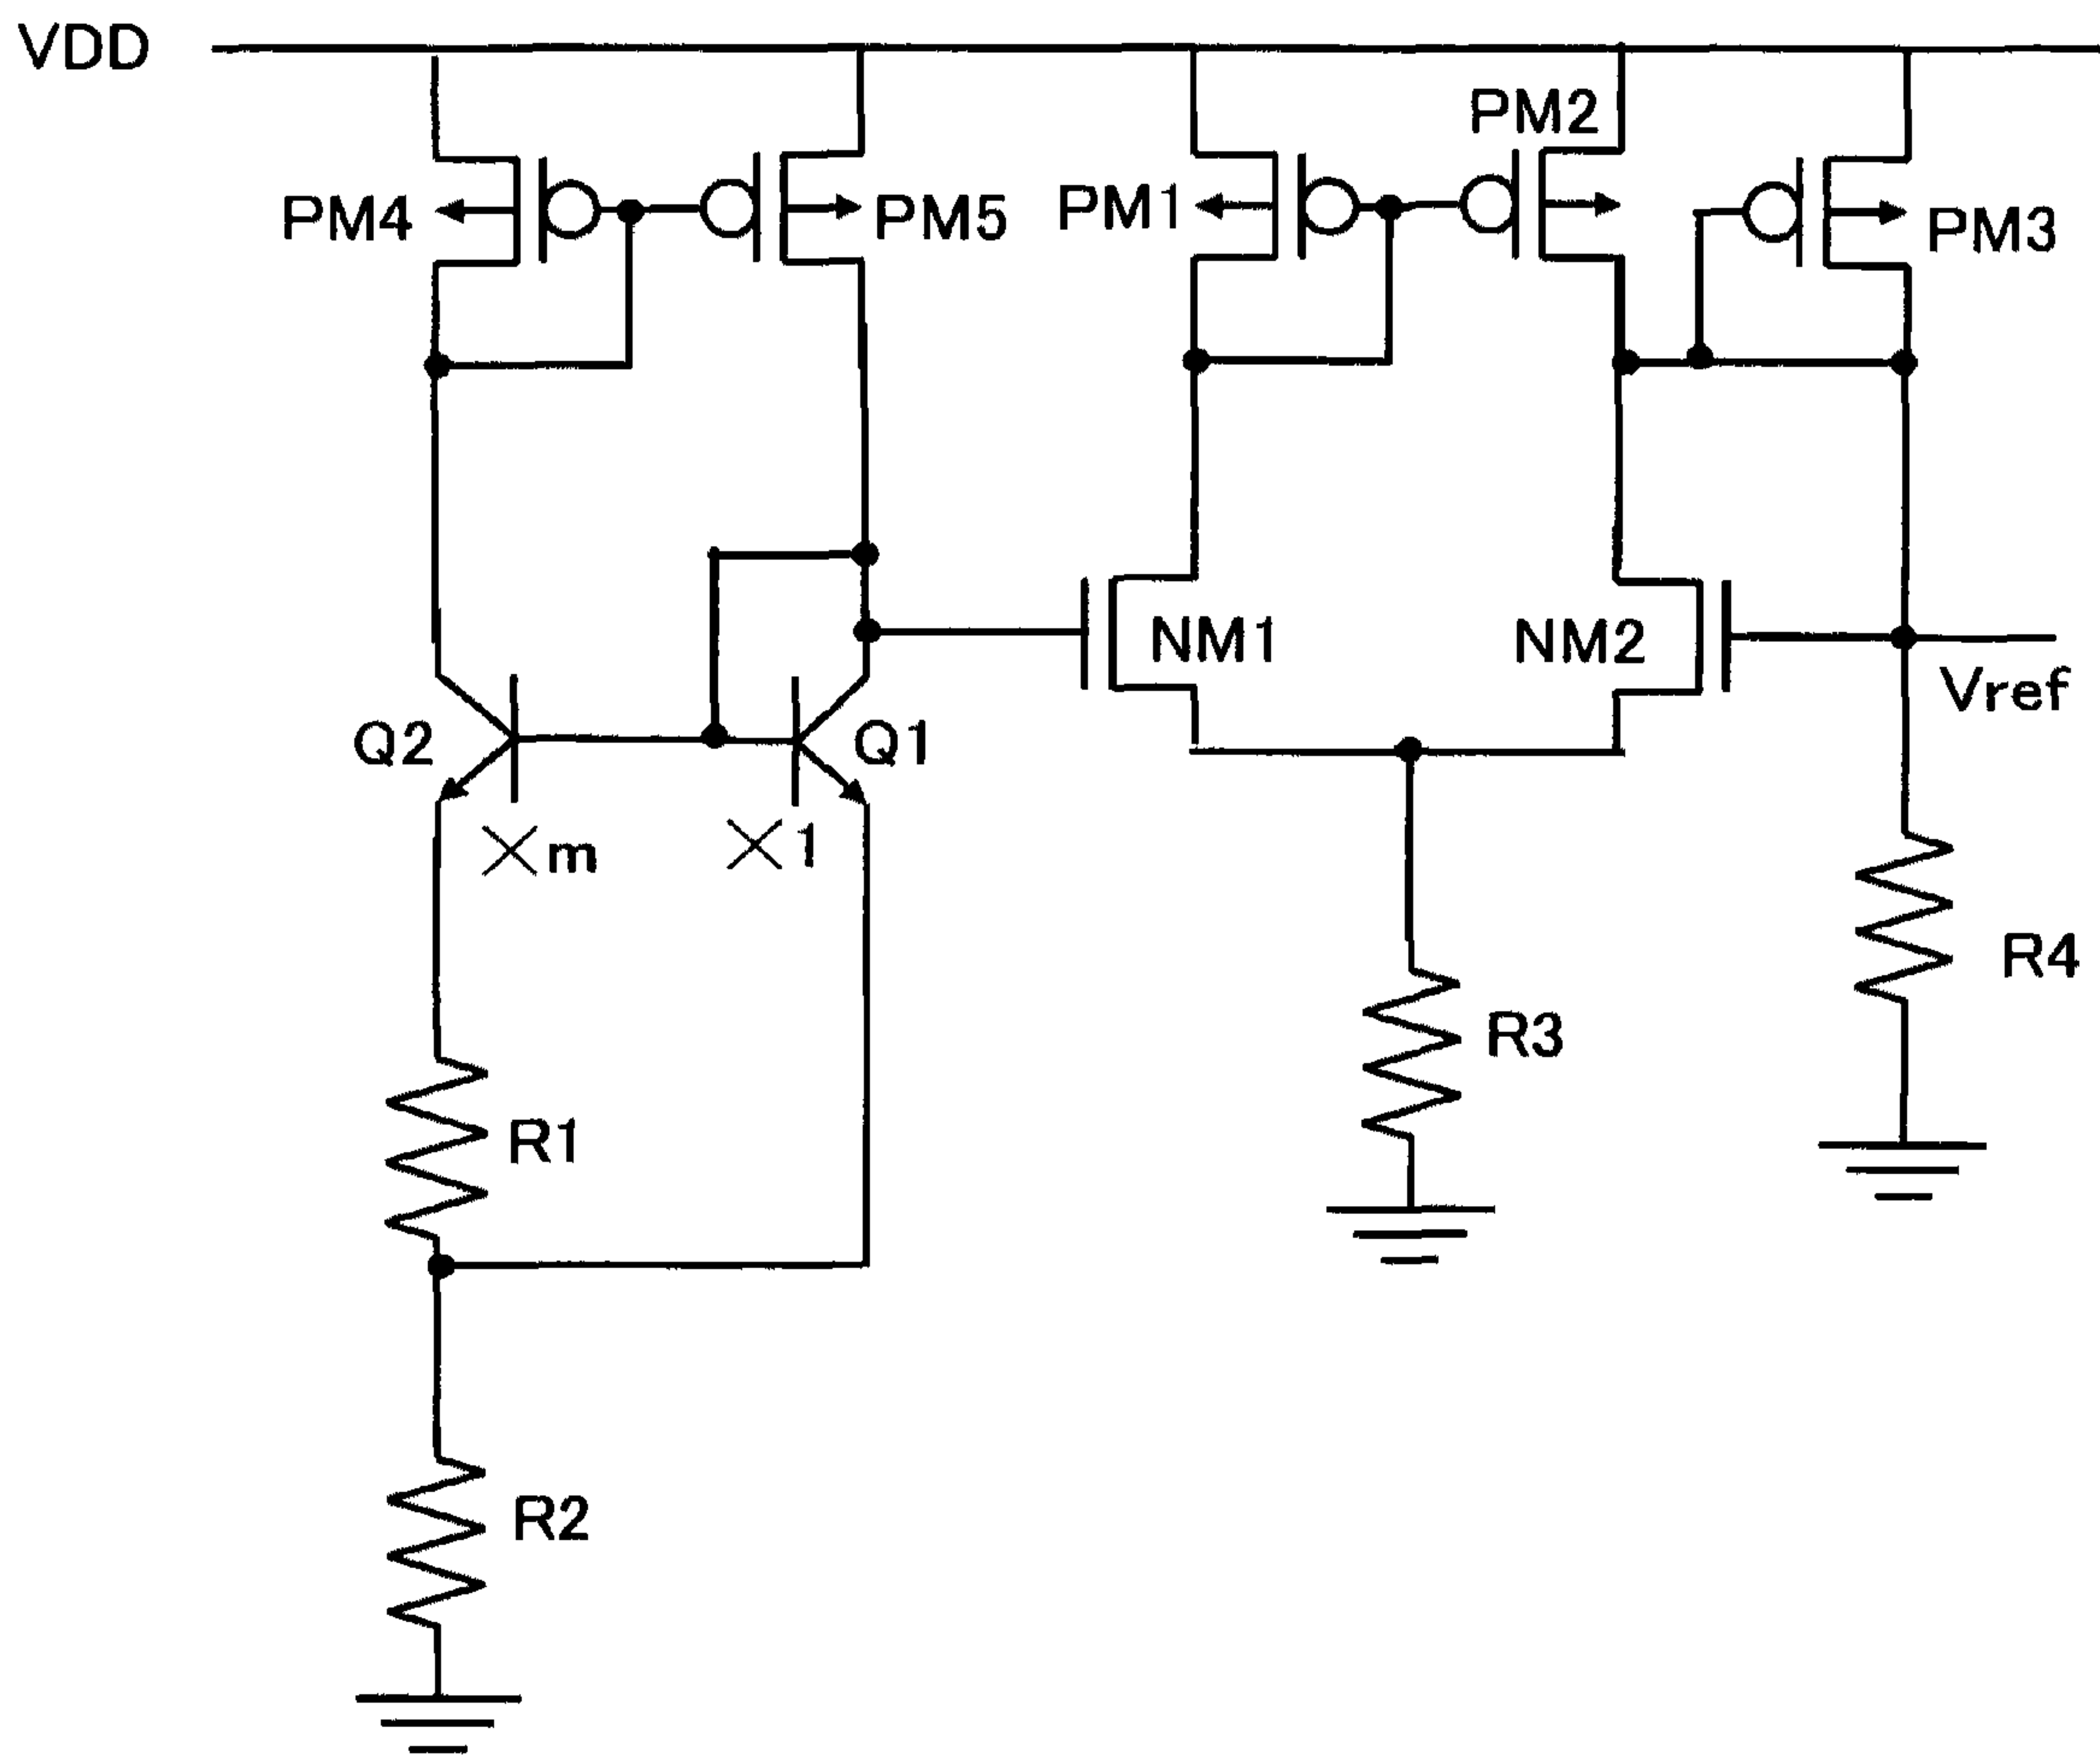 VDD
PM2
PM4
PM5
PM1
PM3
NM1
NM2
Vref
Q2
Q1
×m
×1
R4
R3
R1
R2